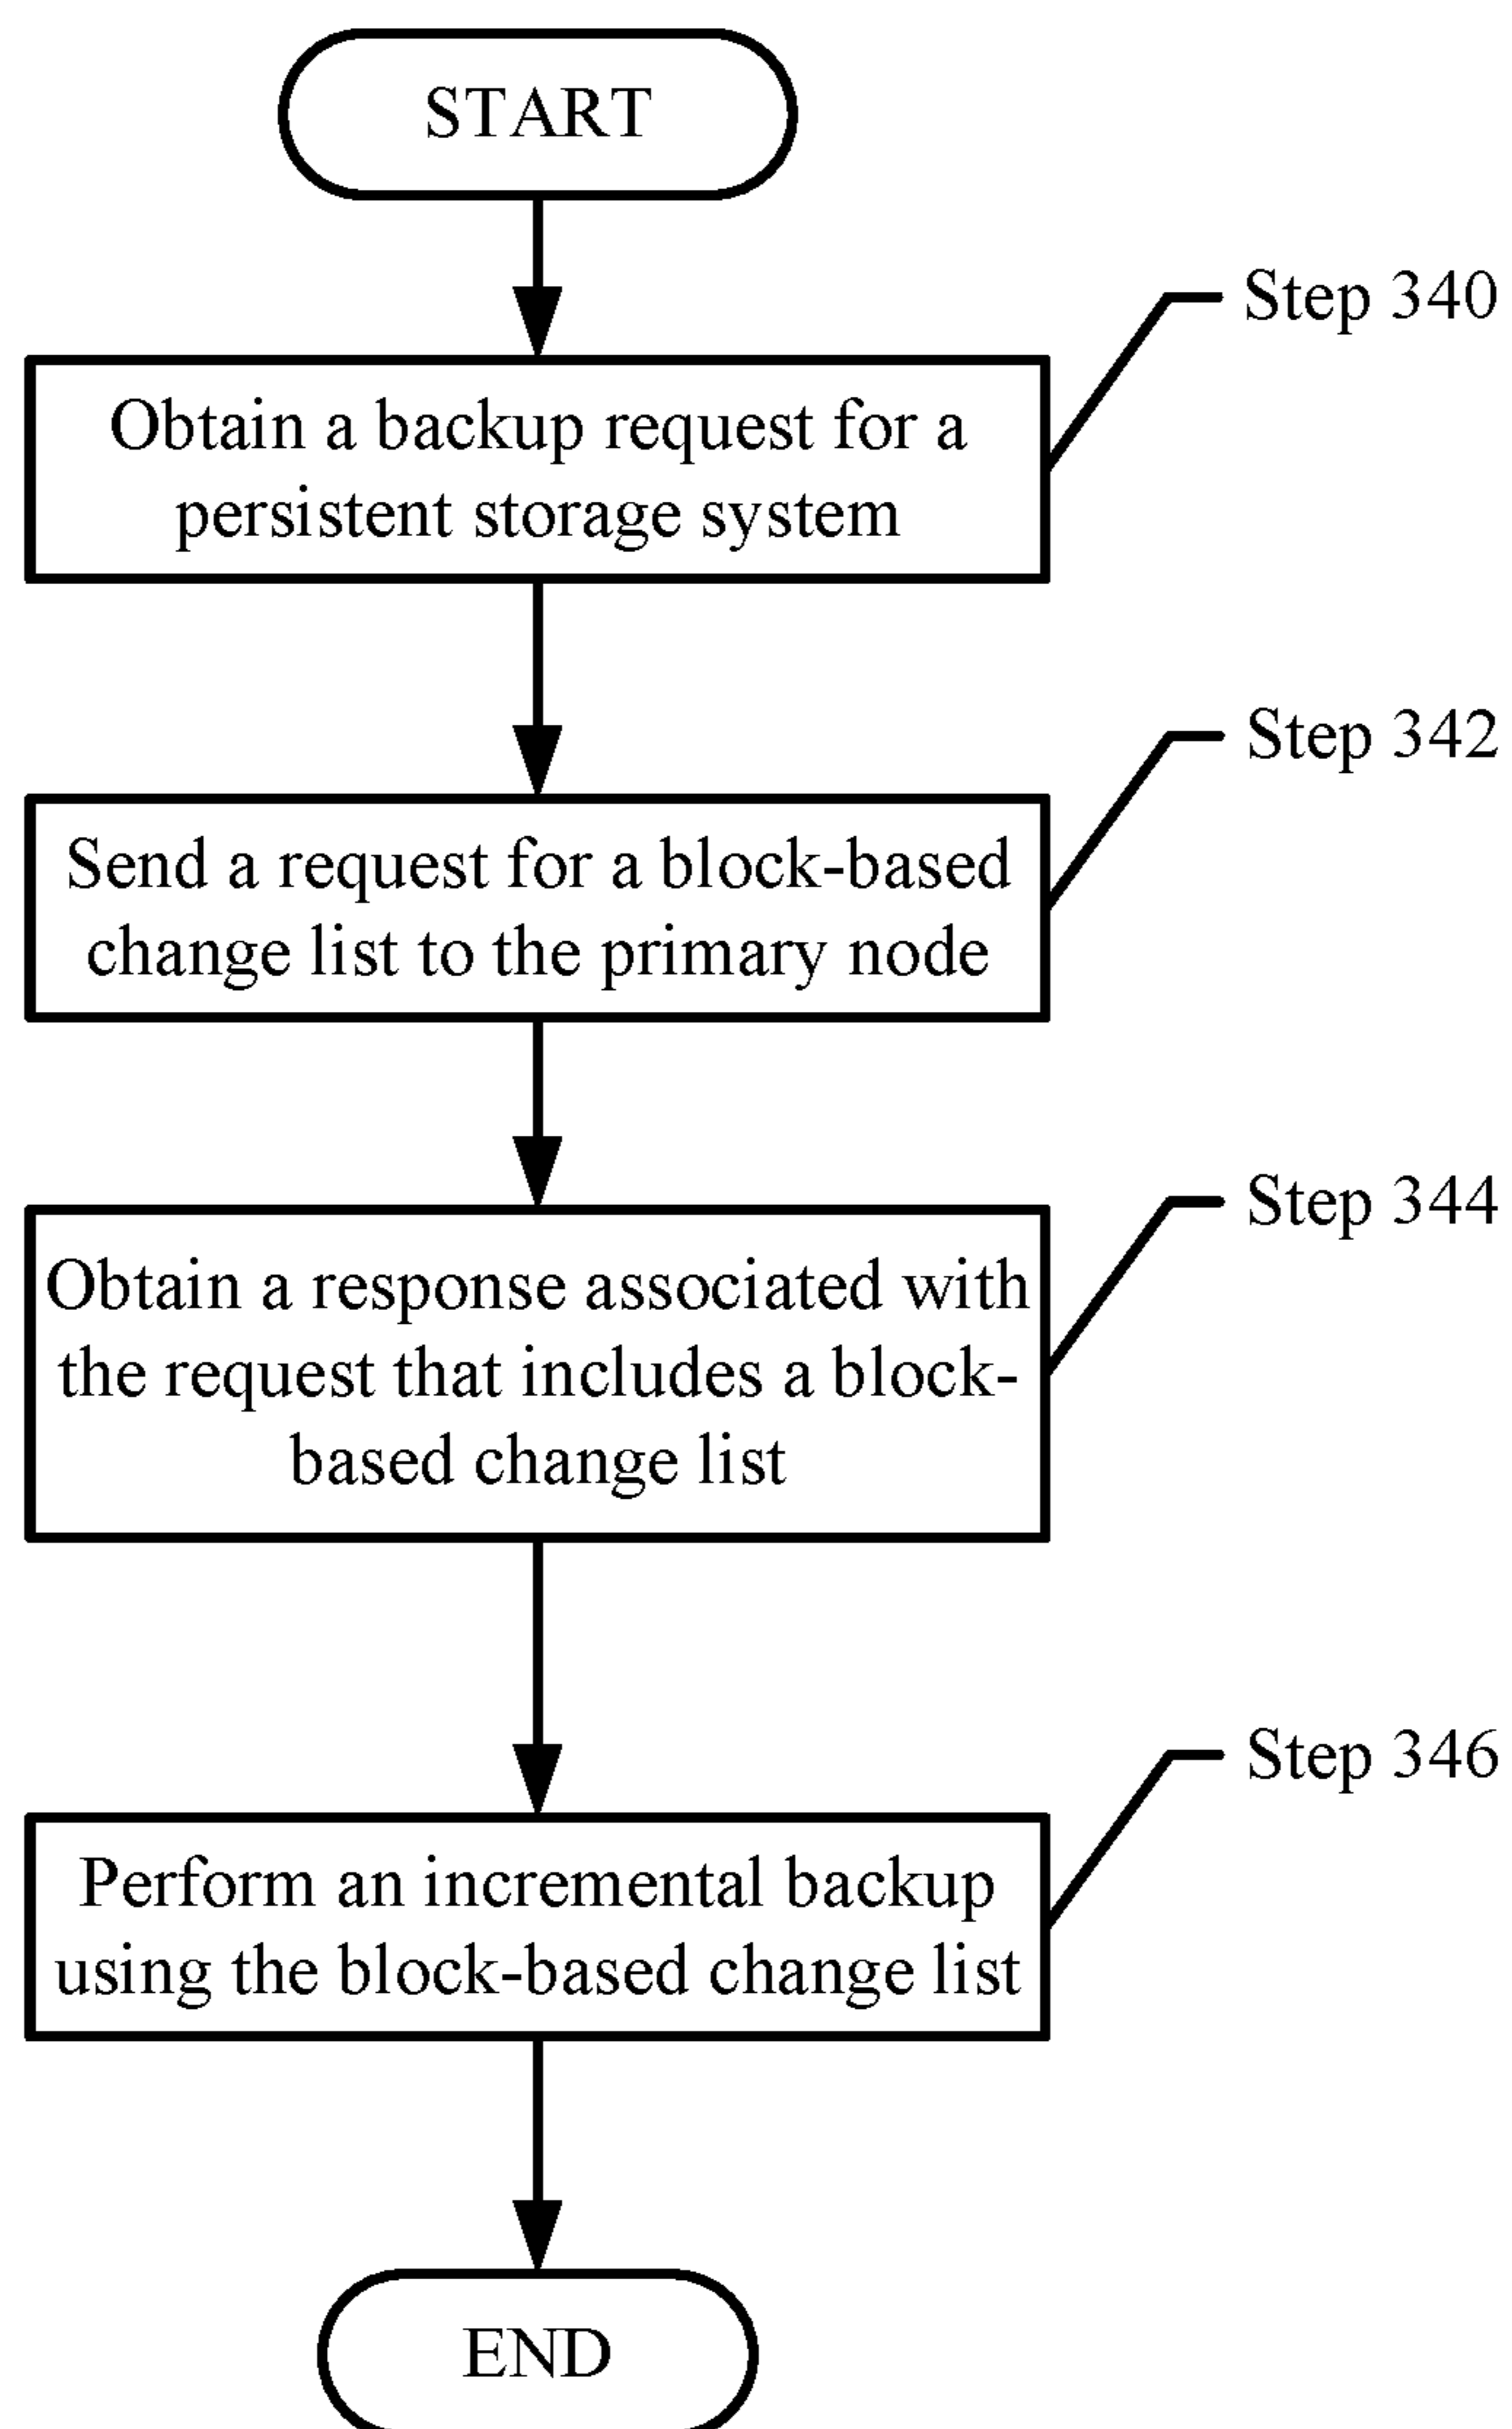 START
Step 340
Obtain a backup request for a
persistent storage system
Step 342
Send a request for a block-based
change list to the primary node
Step 344
Obtain a response associated with
the request that includes a block-
based change list
Step 346
Perform an incremental backup
using the block-based change list
END